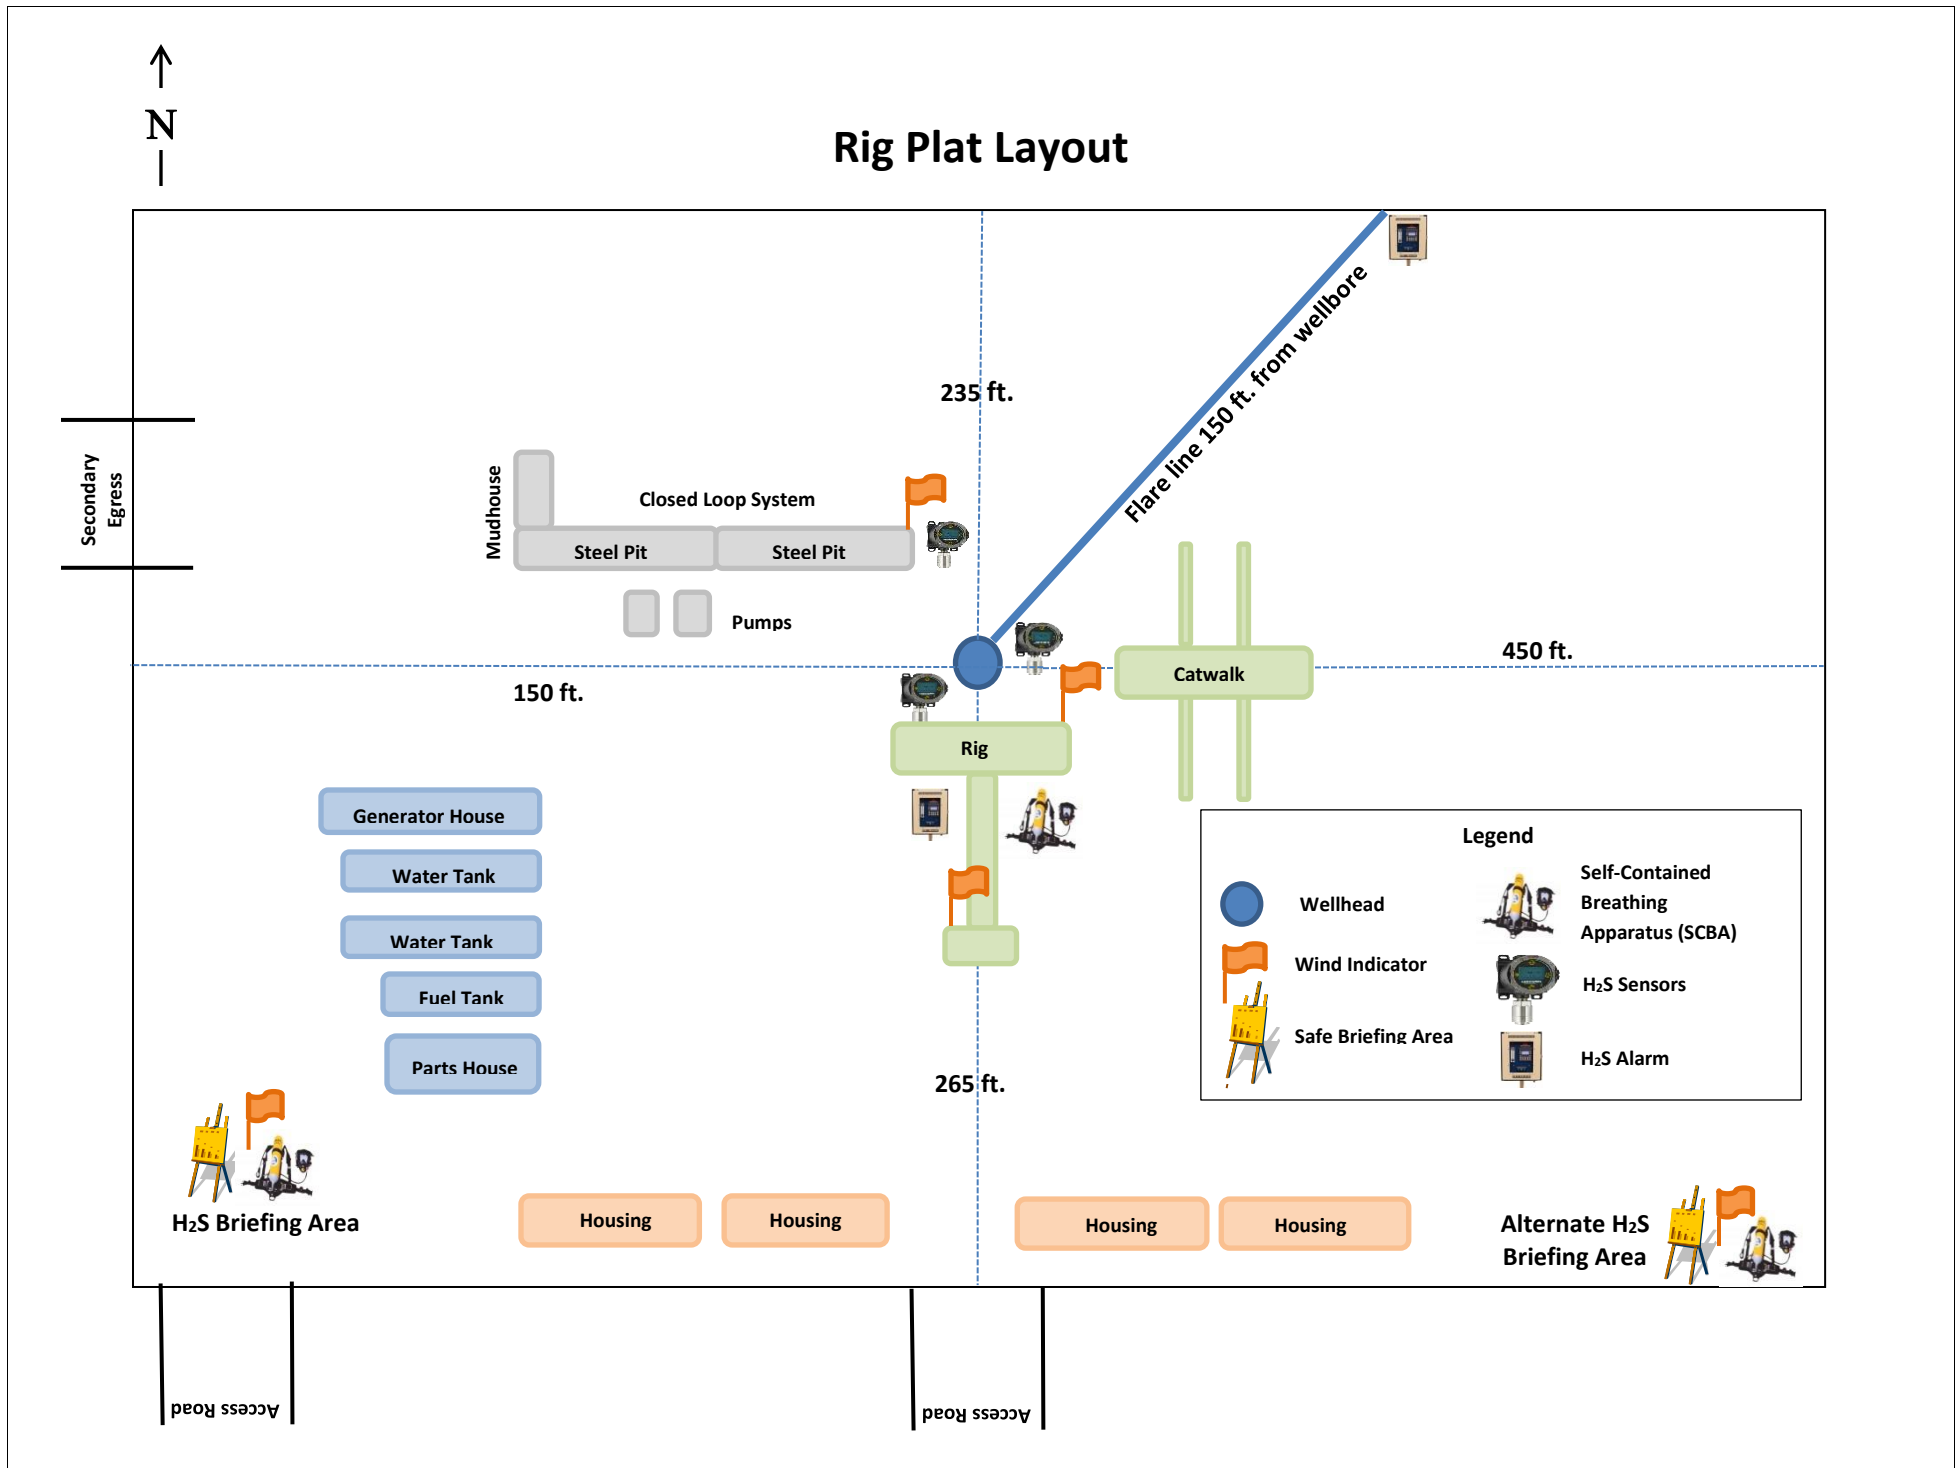 N
Rig Plat Layout
Flare line 150 ft. from wellbore
235 ft.
Secondary
Egress
Mudhouse
Closed Loop System
Steel Pit
Steel Pit
Pumps
450 ft.
Catwalk
150 ft.
Rig
Generator House
Water Tank
Water Tank
Fuel Tank
Parts House
Legend
Wellhead
Wind Indicator
Safe Briefing Area
Self-Contained
Breathing
Apparatus (SCBA)
H₂S Sensors
H₂S Alarm
265 ft.
H₂S Briefing Area
Housing
Housing
Housing
Housing
Alternate H₂S
Briefing Area
Access Road
Access Road